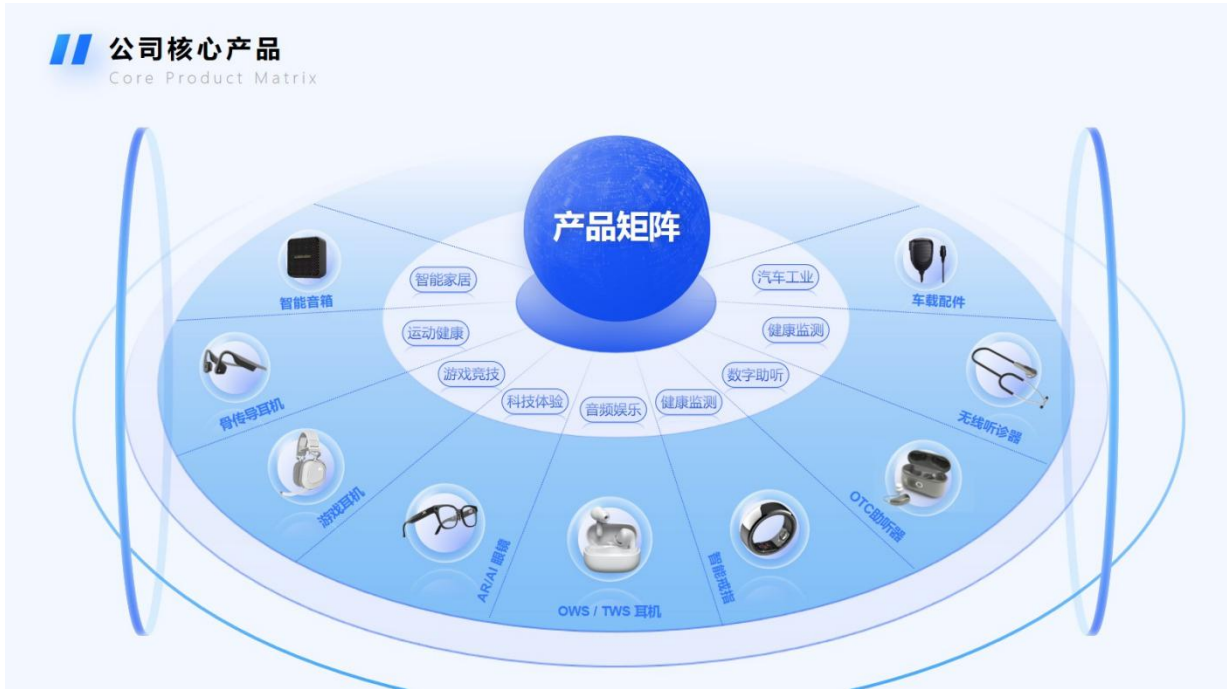 公司核心产品
Core Product Matrix
产品矩阵
智能家居
汽车工业
智能音箱
车载配件
运动健康
健康监测
游戏竞技
数字助听
科技体验
音频娱乐
健康监测
骨传导耳机
无线听诊器
游戏耳机
OTC助听器
AR/AI 眼镜
智能戒指
OWS / TWS 耳机